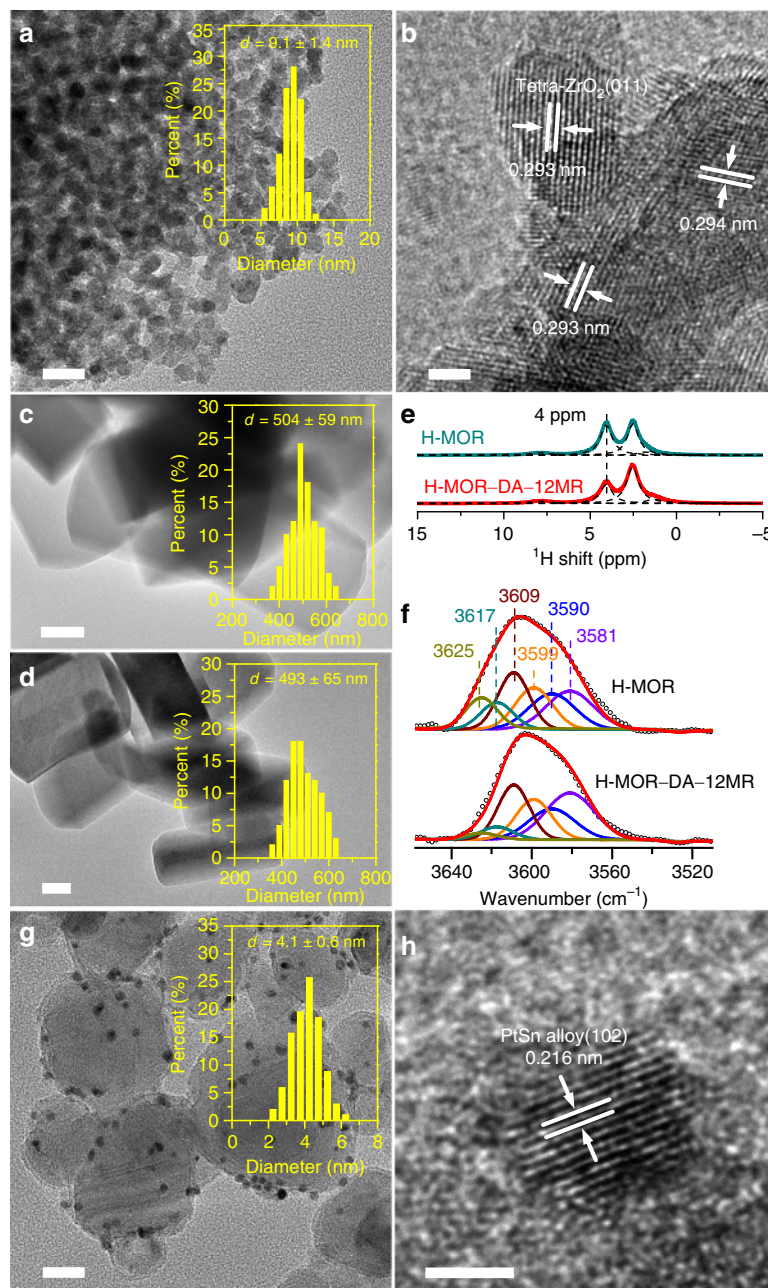 a
d = 9.1 ± 1.4 nm
Percent (%)
35
30
25
20
15
10
5
0
0 5 10 15 20
Diameter (nm)
b
Tetra-ZrO₂(011)
0.293 nm
0.294 nm
0.293 nm
c
d = 504 ± 59 nm
Percent (%)
30
25
20
15
10
5
0
200 400 600 800
Diameter (nm)
d
d = 493 ± 65 nm
Percent (%)
30
25
20
15
10
5
0
200 400 600 800
Diameter (nm)
e
4 ppm
H-MOR
H-MOR–DA–12MR
15 10 5 0 –5
¹H shift (ppm)
f
3609
3617
3590
3625
3599
3581
H-MOR
H-MOR–DA–12MR
3640 3600 3560 3520
Wavenumber (cm⁻¹)
g
d = 4.1 ± 0.6 nm
Percent (%)
35
30
25
20
15
10
5
0
0 2 4 6 8
Diameter (nm)
h
PtSn alloy(102)
0.216 nm